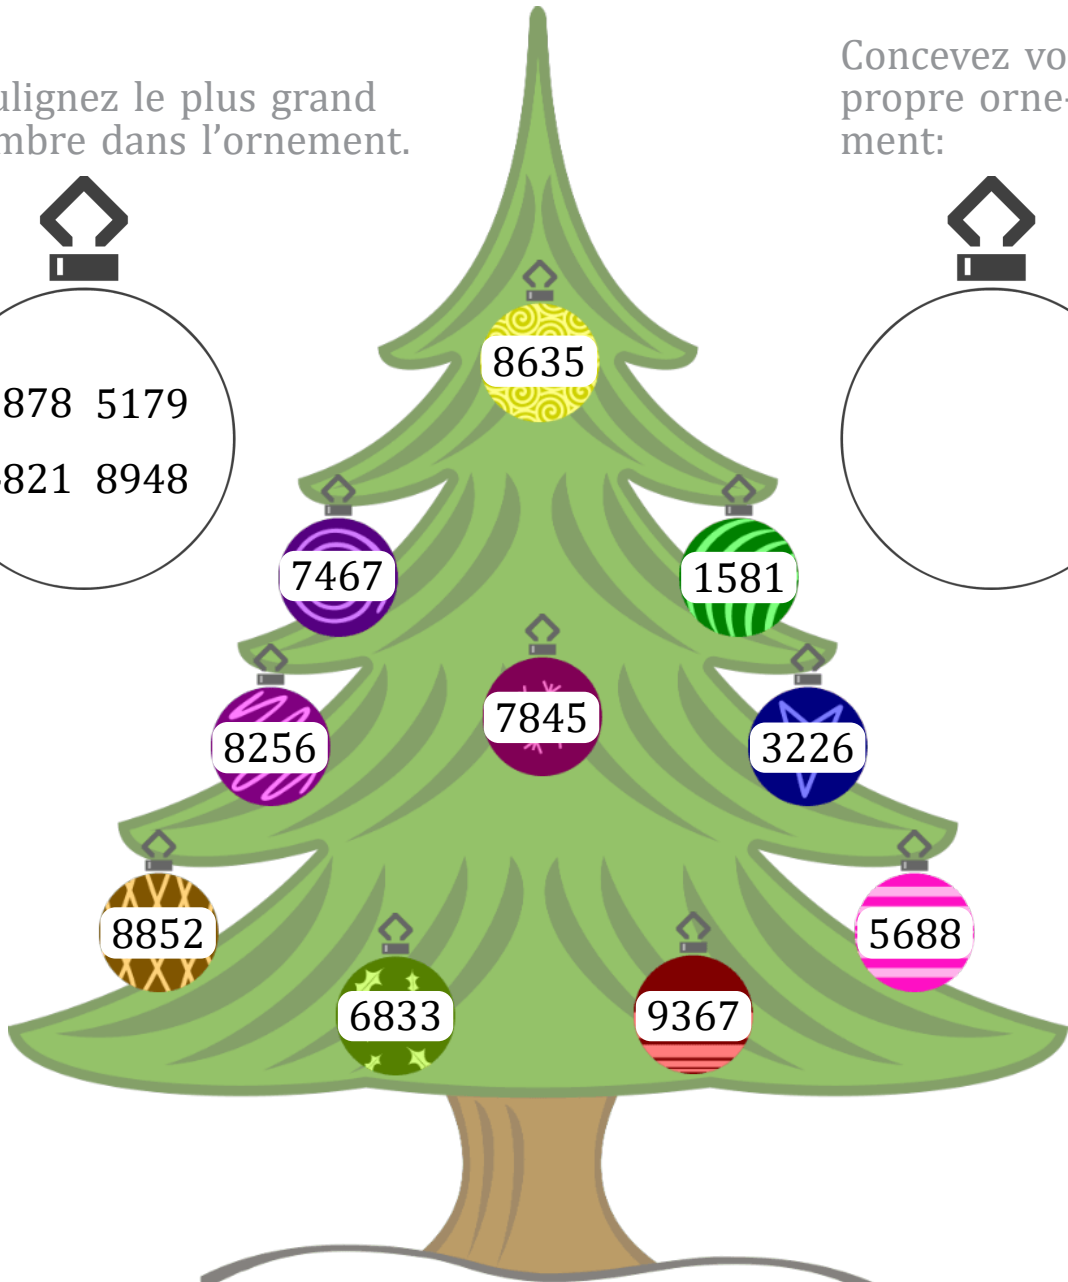 ulignez le plus grand
mbre dans l'ornement.
Concevez vo
propre orne-
ment:
878 5179
821 8948
8635
7467
1581
7845
8256
3226
8852
5688
6833
9367